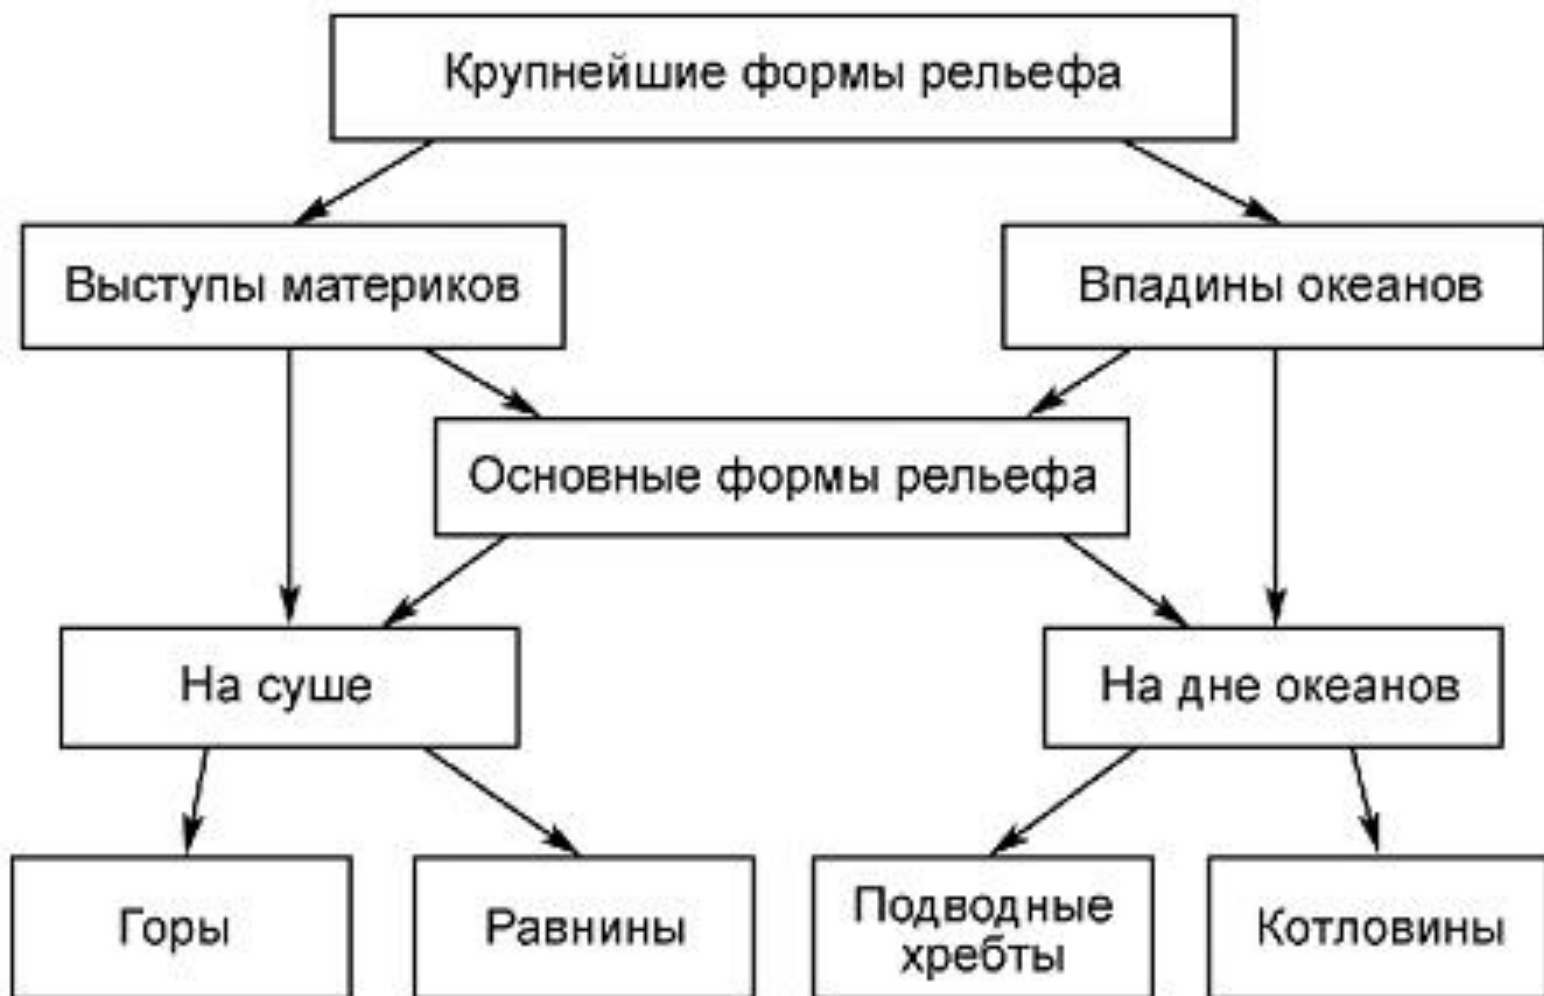 Крупнейшие формы рельефа
Выступы материков
Впадины океанов
Основные формы рельефа
На суше
На дне океанов
Горы
Равнины
Подводные
хребты
Котловины